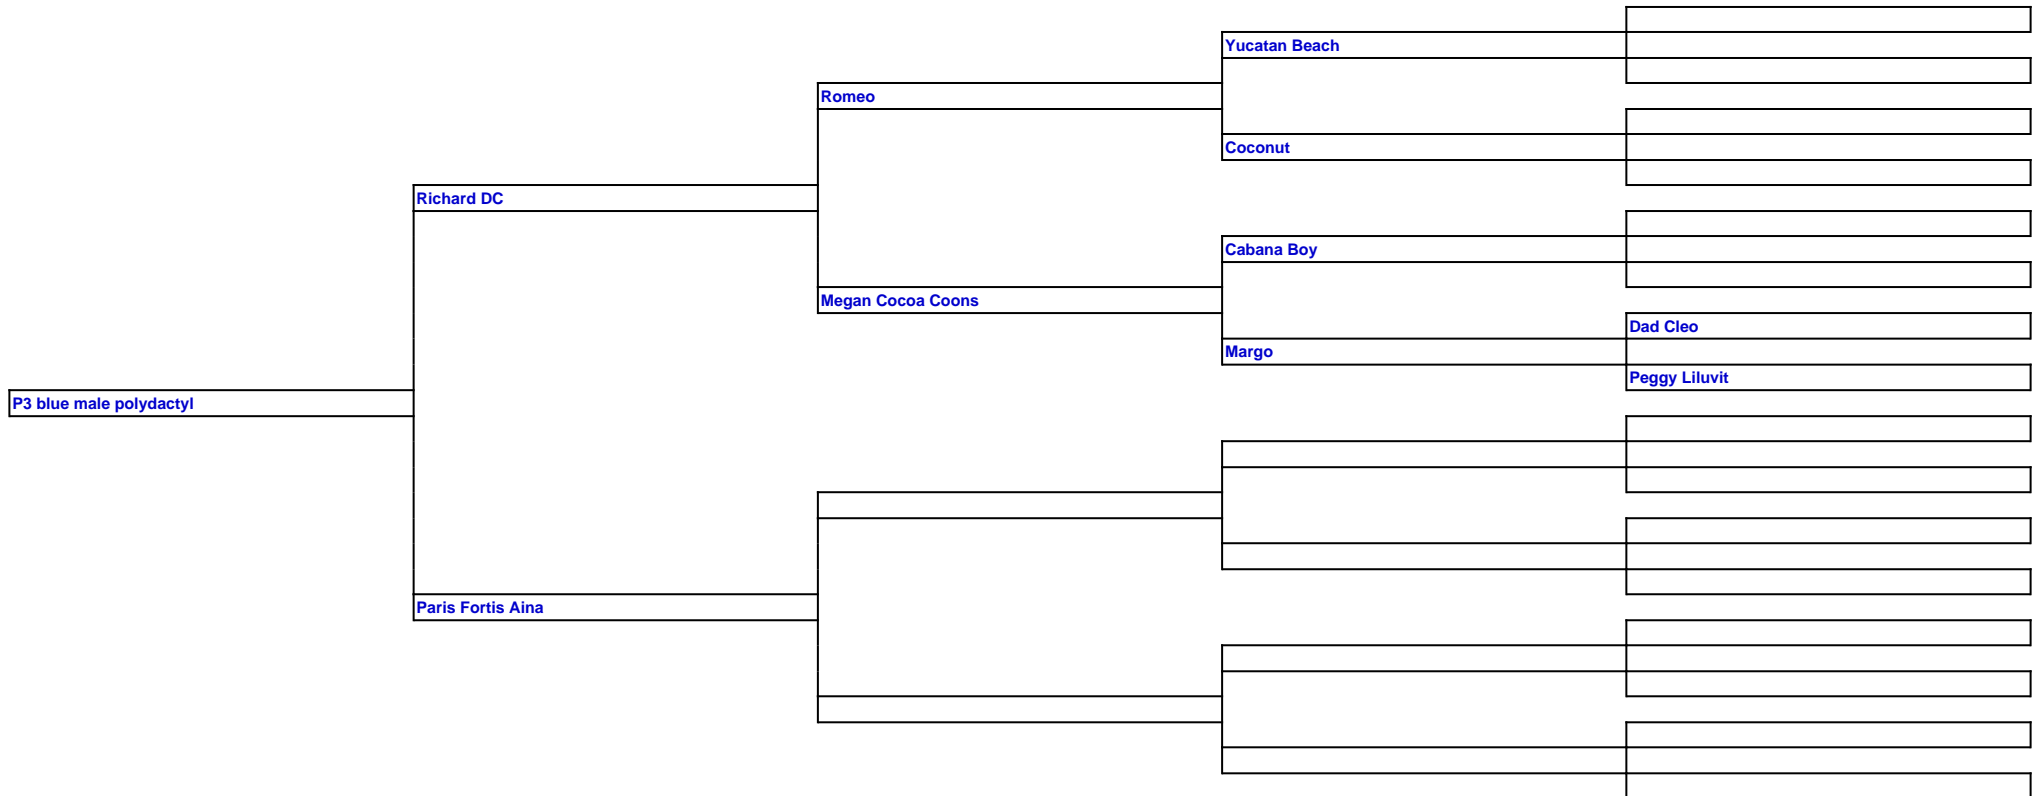 Yucatan Beach
Romeo
Coconut
Richard DC
Cabana Boy
Megan Cocoa Coons
Dad Cleo
Margo
Peggy Liluvit
P3 blue male polydactyl
Paris Fortis Aina